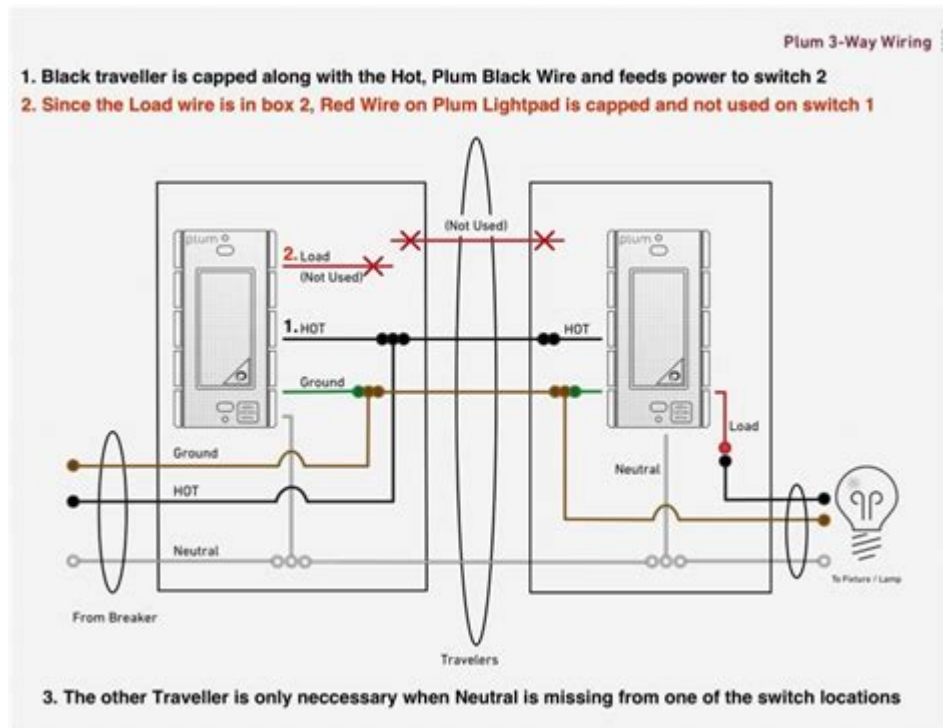 Plum 3-Way Wiring
1. Black traveller is capped along with the Hot, Plum Black Wire and feeds power to switch 2
2. Since the Load wire is in box 2, Red Wire on Plum Lightpad is capped and not used on switch 1
(Not Used)
plum
plum
2. Load
(Not Used)
1. HOT
HOT
Ground
Load
Ground
Neutral
HOT
Neutral
To Fixture / Lamp
From Breaker
Travelers
3. The other Traveller is only neccessary when Neutral is missing from one of the switch locations